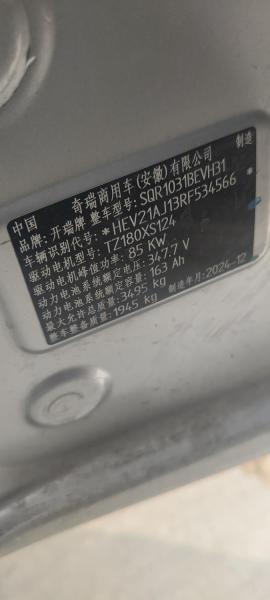 中国 奇瑞商用车(安徽)有限公司 制造
品牌: 开瑞牌 整车型号: SQR1031BEVH31
车辆识别代号: *HEV21AJ13RF534566*
驱动电机型号: TZ180XS124
驱动电机峰值功率: 85 KW
动力电池系统额定电压: 347.7 V
动力电池系统额定容量: 163 Ah
最大允许总质量: 3495 kg
整车整备质量: 1945 kg 制造年月: 2024-12